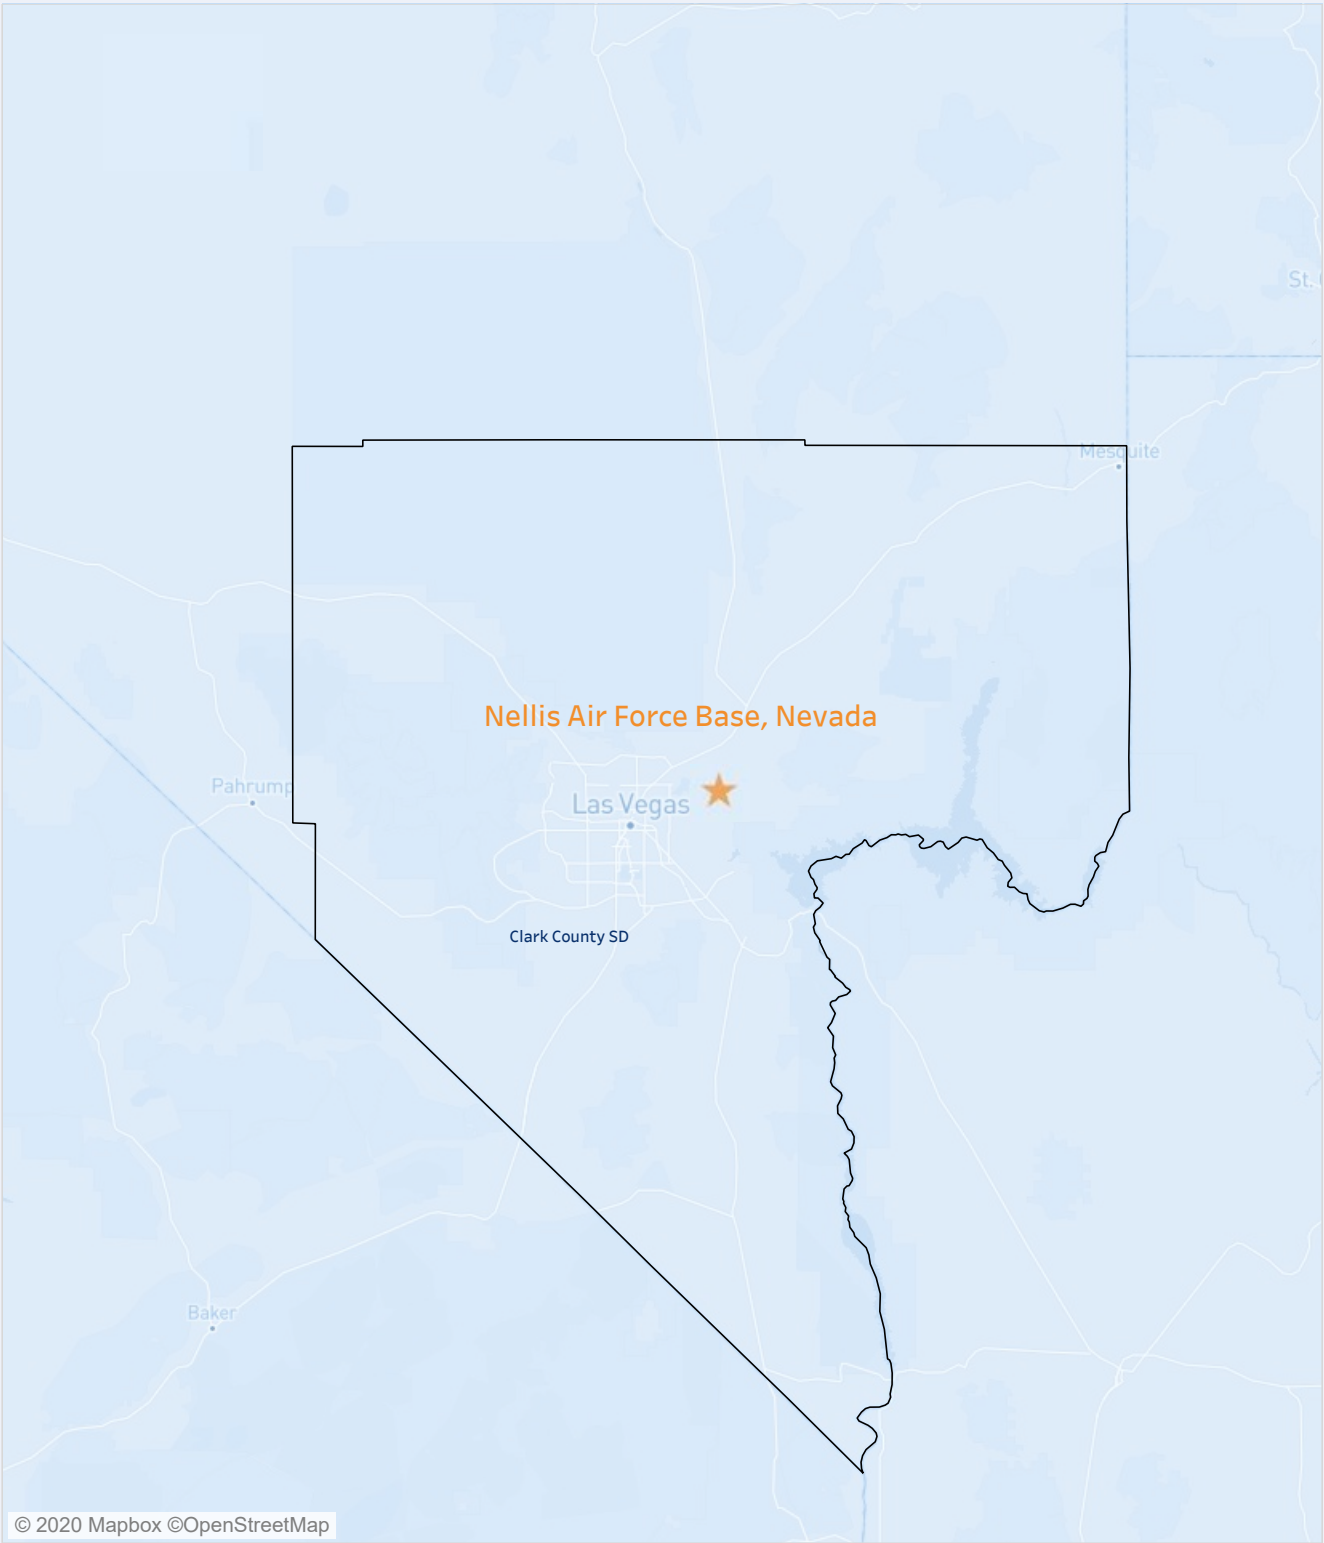 St.
Mesquite
Nellis Air Force Base, Nevada
Pahrump
Las Vegas
Clark County SD
Baker
© 2020 Mapbox ©OpenStreetMap